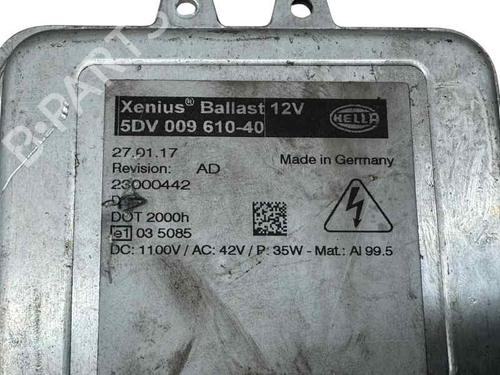 Xenius® Ballast 12V
5DV 009 610-40
HELLA
27.01.17
Made in Germany
Revision: AD
23000442
DOT 2000h
e1 03 5085
DC: 1100V / AC: 42V / P: 35W - Mat.: Al 99.5
B-PARTS